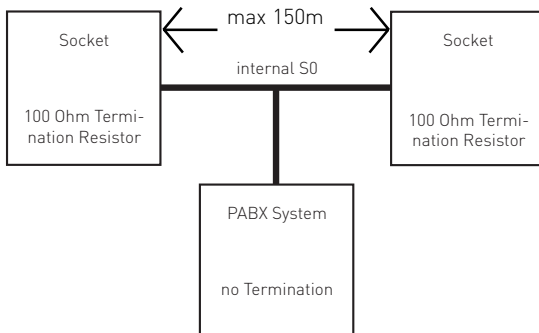 max 150m
Socket
Socket
internal S0
100 Ohm Termi-
nation Resistor
100 Ohm Termi-
nation Resistor
PABX System
no Termination